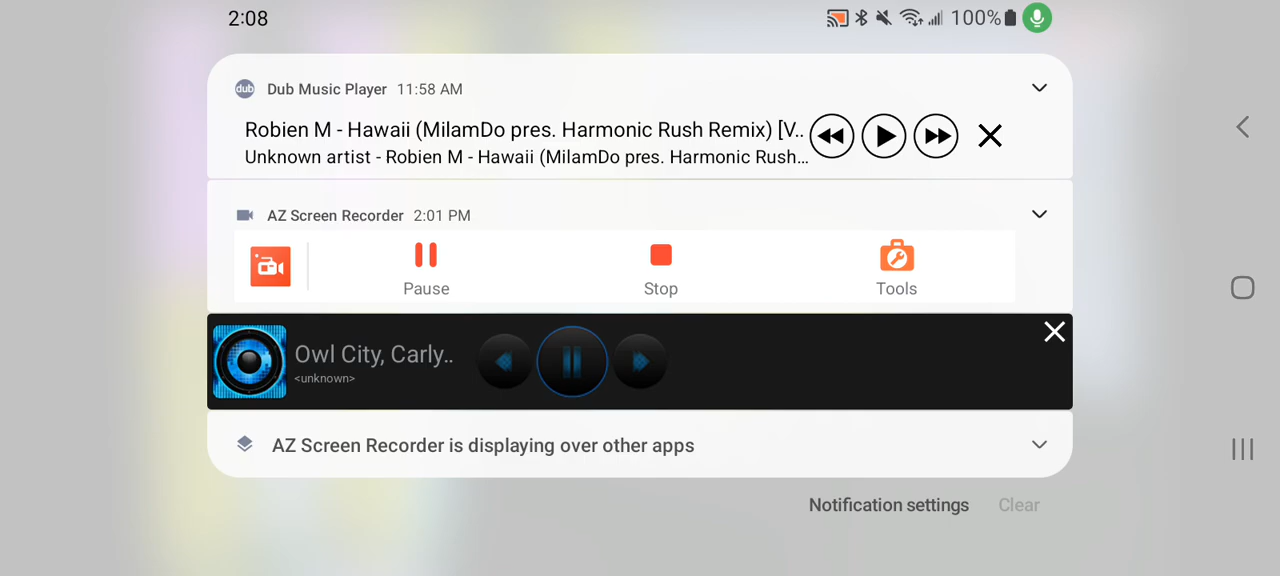 2:08
100%
dub Dub Music Player 11:58 AM
Robien M - Hawaii (MilamDo pres. Harmonic Rush Remix) [V..
Unknown artist - Robien M - Hawaii (MilamDo pres. Harmonic Rush...
AZ Screen Recorder 2:01 PM
Pause
Stop
Tools
Owl City, Carly..
<unknown>
AZ Screen Recorder is displaying over other apps
Notification settings
Clear